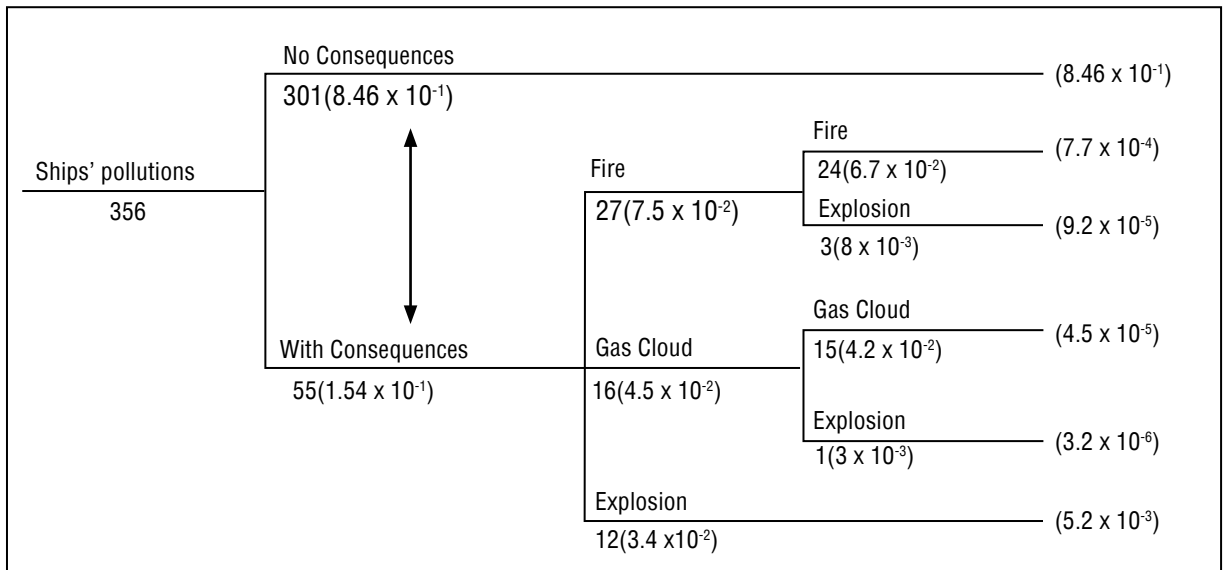 No Consequences
301(8.46 x 10⁻¹)
(8.46 x 10⁻¹)
Ships’ pollutions
356
Fire
27(7.5 x 10⁻²)
Fire
24(6.7 x 10⁻²)
(7.7 x 10⁻⁴)
Explosion
3(8 x 10⁻³)
(9.2 x 10⁻⁵)
With Consequences
55(1.54 x 10⁻¹)
Gas Cloud
16(4.5 x 10⁻²)
Gas Cloud
15(4.2 x 10⁻²)
(4.5 x 10⁻⁵)
Explosion
1(3 x 10⁻³)
(3.2 x 10⁻⁶)
Explosion
12(3.4 x10⁻²)
(5.2 x 10⁻³)